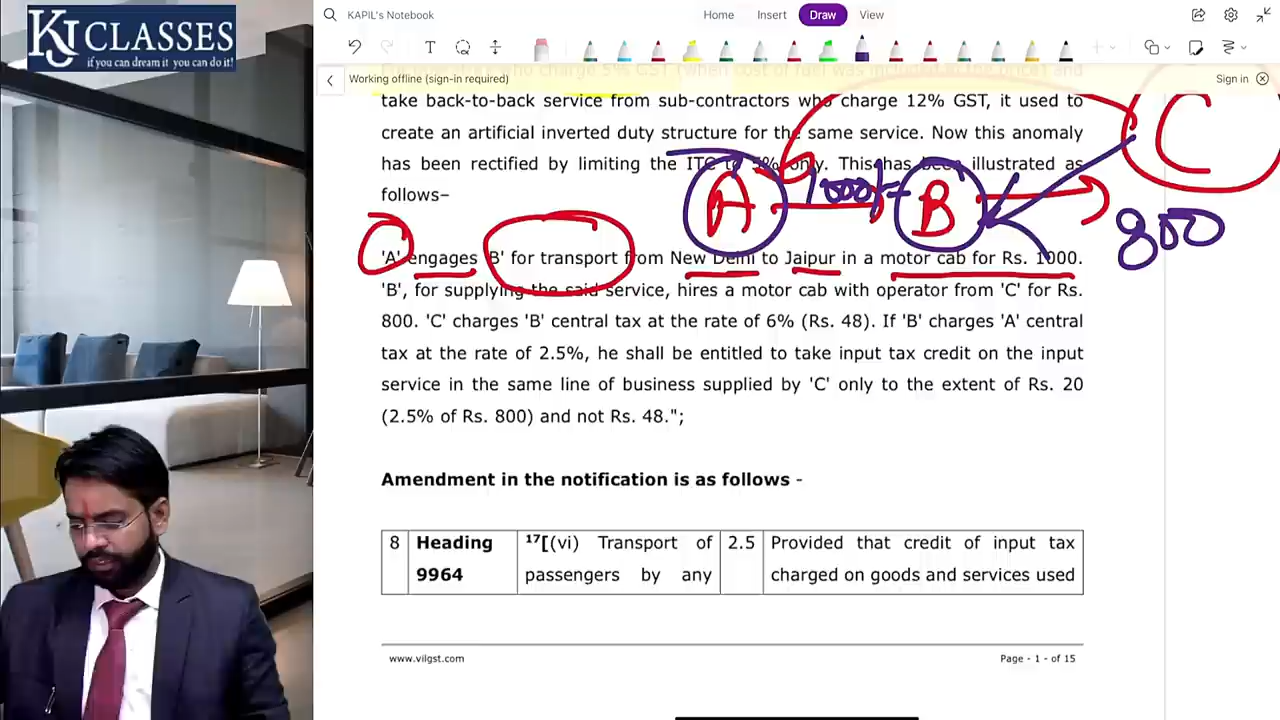 KJ CLASSES
if you can dream it you can do it!
KAPIL's Notebook
Home Insert Draw View
Working offline (sign-in required)
Sign in
charge 5% GST (when cost of fuel was
take back-to-back service from sub-contractors who charge 12% GST, it used to
create an artificial inverted duty structure for the same service. Now this anomaly
has been rectified by limiting the ITC to 5% only. This has been illustrated as
follows–
A 1000/= B C
800
'A' engages 'B' for transport from New Delhi to Jaipur in a motor cab for Rs. 1000.
'B', for supplying the said service, hires a motor cab with operator from 'C' for Rs.
800. 'C' charges 'B' central tax at the rate of 6% (Rs. 48). If 'B' charges 'A' central
tax at the rate of 2.5%, he shall be entitled to take input tax credit on the input
service in the same line of business supplied by 'C' only to the extent of Rs. 20
(2.5% of Rs. 800) and not Rs. 48.";
Amendment in the notification is as follows -
8 Heading 17[(vi) Transport of 2.5 Provided that credit of input tax
9964 passengers by any charged on goods and services used
www.vilgst.com Page - 1 - of 15